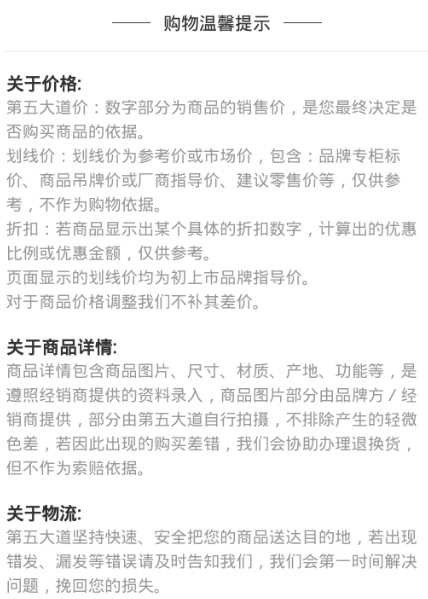 购物温馨提示
关于价格:
第五大道价：数字部分为商品的销售价，是您最终决定是
否购买商品的依据。
划线价：划线价为参考价或市场价，包含：品牌专柜标
价、商品吊牌价或厂商指导价、建议零售价等，仅供参
考，不作为购物依据。
折扣：若商品显示出某个具体的折扣数字，计算出的优惠
比例或优惠金额，仅供参考。
页面显示的划线价均为初上市品牌指导价。
对于商品价格调整我们不补其差价。
关于商品详情:
商品详情包含商品图片、尺寸、材质、产地、功能等，是
遵照经销商提供的资料录入，商品图片部分由品牌方／经
销商提供，部分由第五大道自行拍摄，不排除产生的轻微
色差，若因此出现的购买差错，我们会协助办理退换货，
但不作为索赔依据。
关于物流:
第五大道坚持快速、安全把您的商品送达目的地，若出现
错发、漏发等错误请及时告知我们，我们会第一时间解决
问题，挽回您的损失。